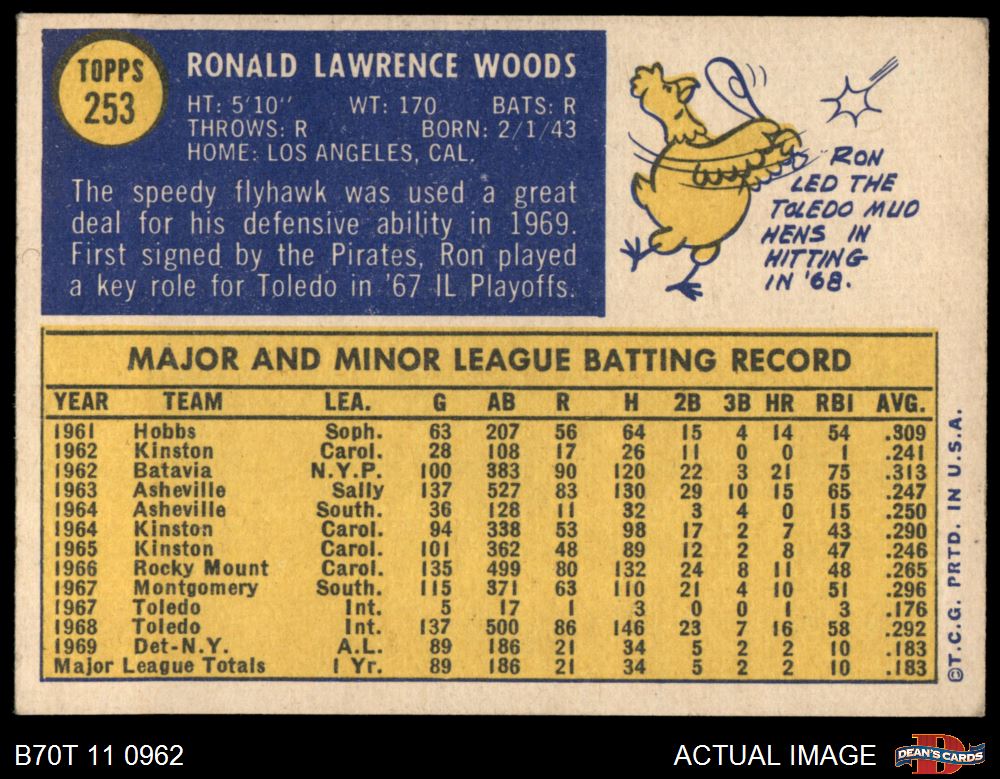 TOPPS
253
RONALD LAWRENCE WOODS
HT: 5'10" WT: 170 BATS: R
THROWS: R BORN: 2/1/43
HOME: LOS ANGELES, CAL.
The speedy flyhawk was used a great
deal for his defensive ability in 1969.
First signed by the Pirates, Ron played
a key role for Toledo in '67 IL Playoffs.
RON
LED THE
TOLEDO MUD
HENS IN
HITTING
IN '68.
MAJOR AND MINOR LEAGUE BATTING RECORD
YEAR TEAM LEA. G AB R H 2B 3B HR RBI AVG.
1961 Hobbs Soph. 63 207 56 64 15 4 14 54 .309
1962 Kinston Carol. 28 108 17 26 11 0 0 1 .241
1962 Batavia N.Y.P. 100 383 90 120 22 3 21 75 .313
1963 Asheville Sally 137 527 83 130 29 10 15 65 .247
1964 Asheville South. 36 128 11 32 3 4 0 15 .250
1964 Kinston Carol. 94 338 53 98 17 2 7 43 .290
1965 Kinston Carol. 101 362 48 89 12 2 8 47 .246
1966 Rocky Mount Carol. 135 499 80 132 24 8 11 48 .265
1967 Montgomery South. 115 371 63 110 21 4 10 51 .296
1967 Toledo Int. 5 17 1 3 0 0 1 3 .176
1968 Toledo Int. 137 500 86 146 23 7 16 58 .292
1969 Det-N.Y. A.L. 89 186 21 34 5 2 2 10 .183
Major League Totals 1 Yr. 89 186 21 34 5 2 2 10 .183
©T.C.G. PRTD. IN U.S.A.
B70T 11 0962 ACTUAL IMAGE
DEAN'S CARDS